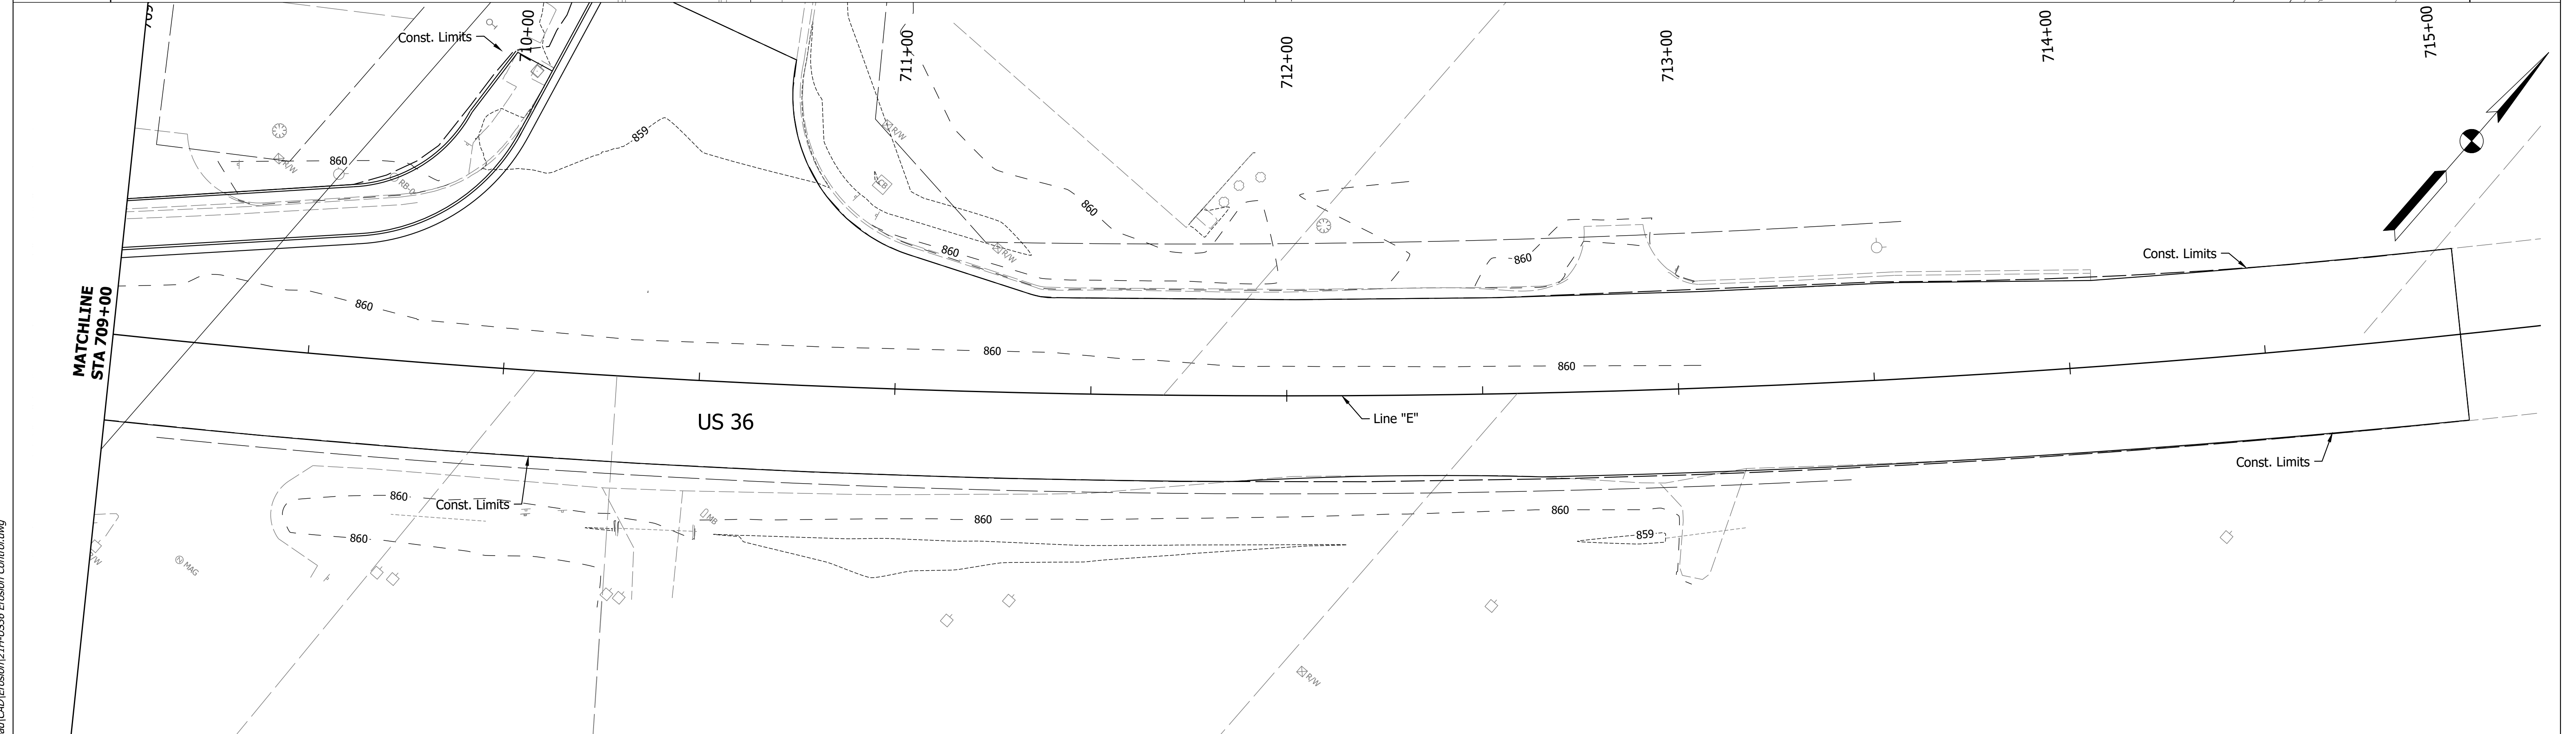 710+00
711+00
712+00
713+00
714+00
715+00
Const. Limits
859
860
R/W
R/W
CB
860
860
R/W
860
Const. Limits
MATCHLINE
STA 709+00
860
860
860
Line "E"
US 36
Const. Limits
860
Const. Limits
MB
860
860
860
859
R/W
MAG
R/W